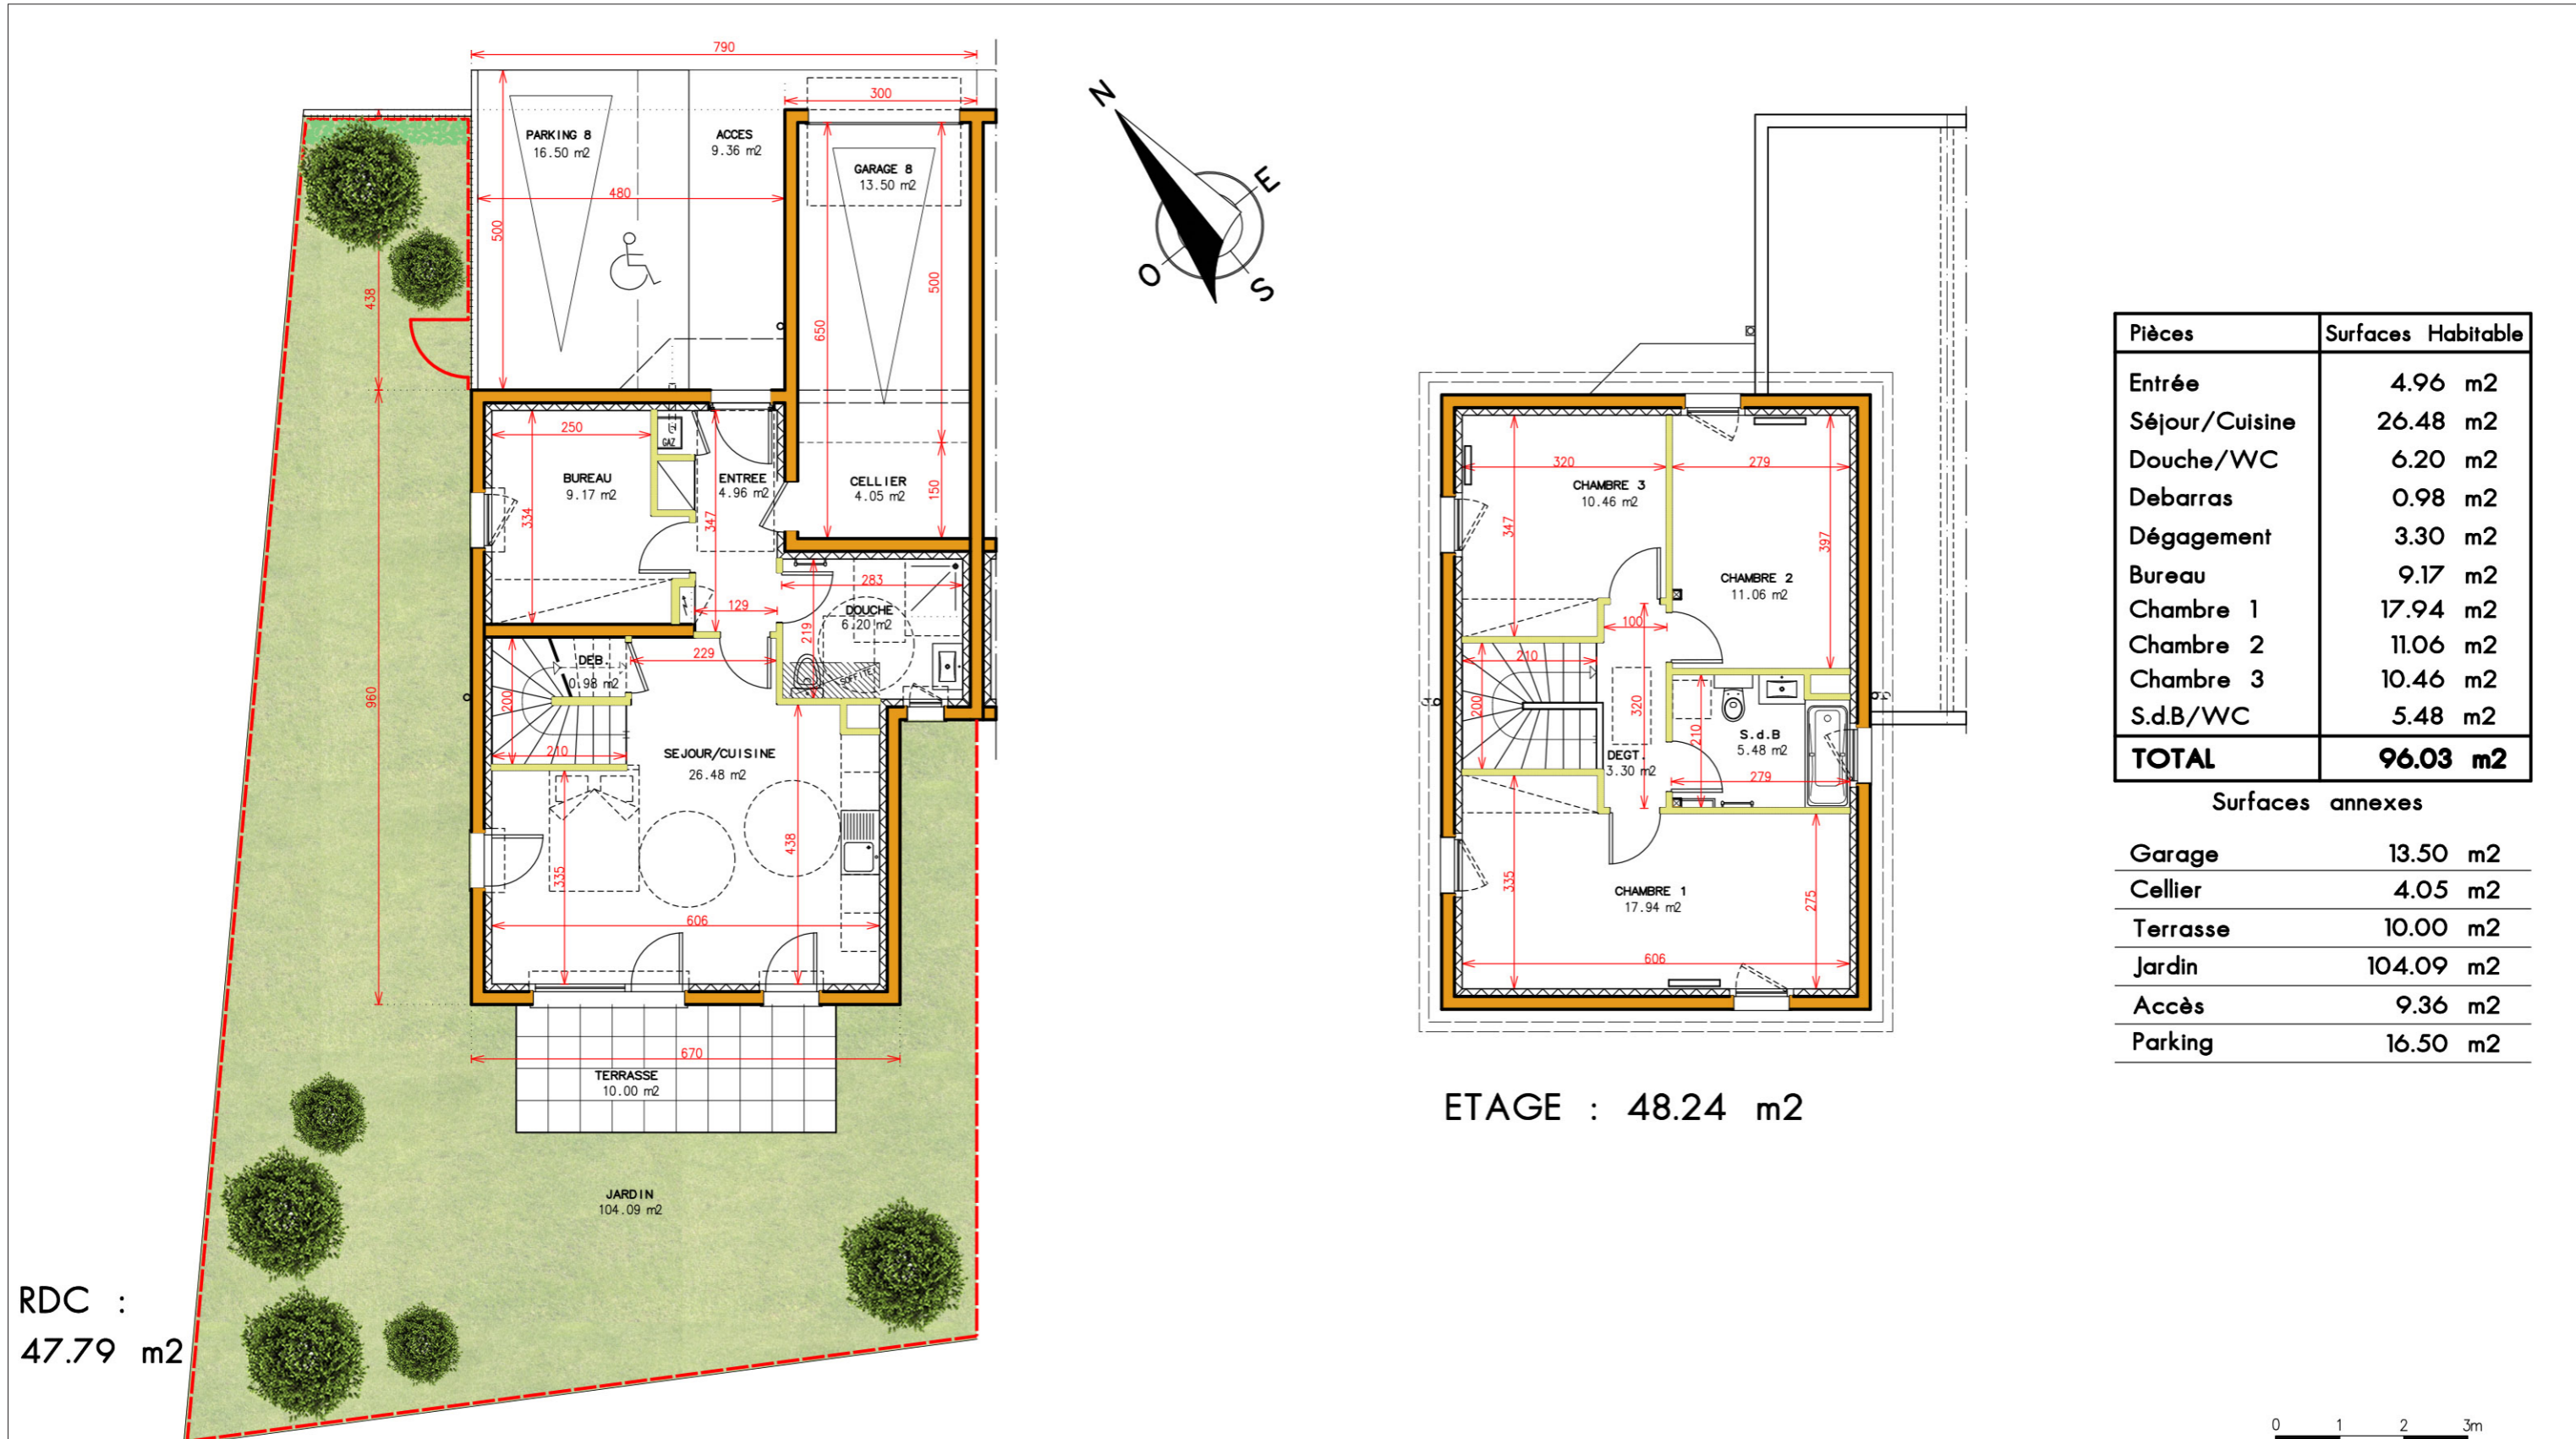 790
300
PARKING 8
16.50 m2
ACCES
9.36 m2
GARAGE 8
13.50 m2
480
500
500
650
438
N
E
O
S
250
GAZ
BUREAU
9.17 m2
ENTREE
4.96 m2
CELLIER
4.05 m2
150
334
347
283
129
DOUCHE
6.20 m2
219
229
DEB.
0.98 m2
200
960
210
SEJOUR/CUISINE
26.48 m2
438
335
606
670
TERRASSE
10.00 m2
JARDIN
104.09 m2
RDC :
47.79 m2
320
279
CHAMBRE 3
10.46 m2
347
397
CHAMBRE 2
11.06 m2
100
210
200
320
210
S.d.B
5.48 m2
DEGT.
3.30 m2
279
335
CHAMBRE 1
17.94 m2
275
606
ETAGE : 48.24 m2
Pièces Surfaces Habitable
Entrée 4.96 m2
Séjour/Cuisine 26.48 m2
Douche/WC 6.20 m2
Debarras 0.98 m2
Dégagement 3.30 m2
Bureau 9.17 m2
Chambre 1 17.94 m2
Chambre 2 11.06 m2
Chambre 3 10.46 m2
S.d.B/WC 5.48 m2
TOTAL 96.03 m2
Surfaces annexes
Garage 13.50 m2
Cellier 4.05 m2
Terrasse 10.00 m2
Jardin 104.09 m2
Accès 9.36 m2
Parking 16.50 m2
0 1 2 3m